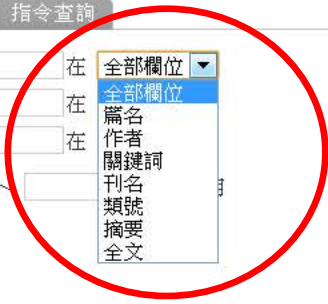 指令查詢
在 全部欄位
在 全部欄位
篇名
在 作者
關鍵詞
刊名
類號
摘要
全文